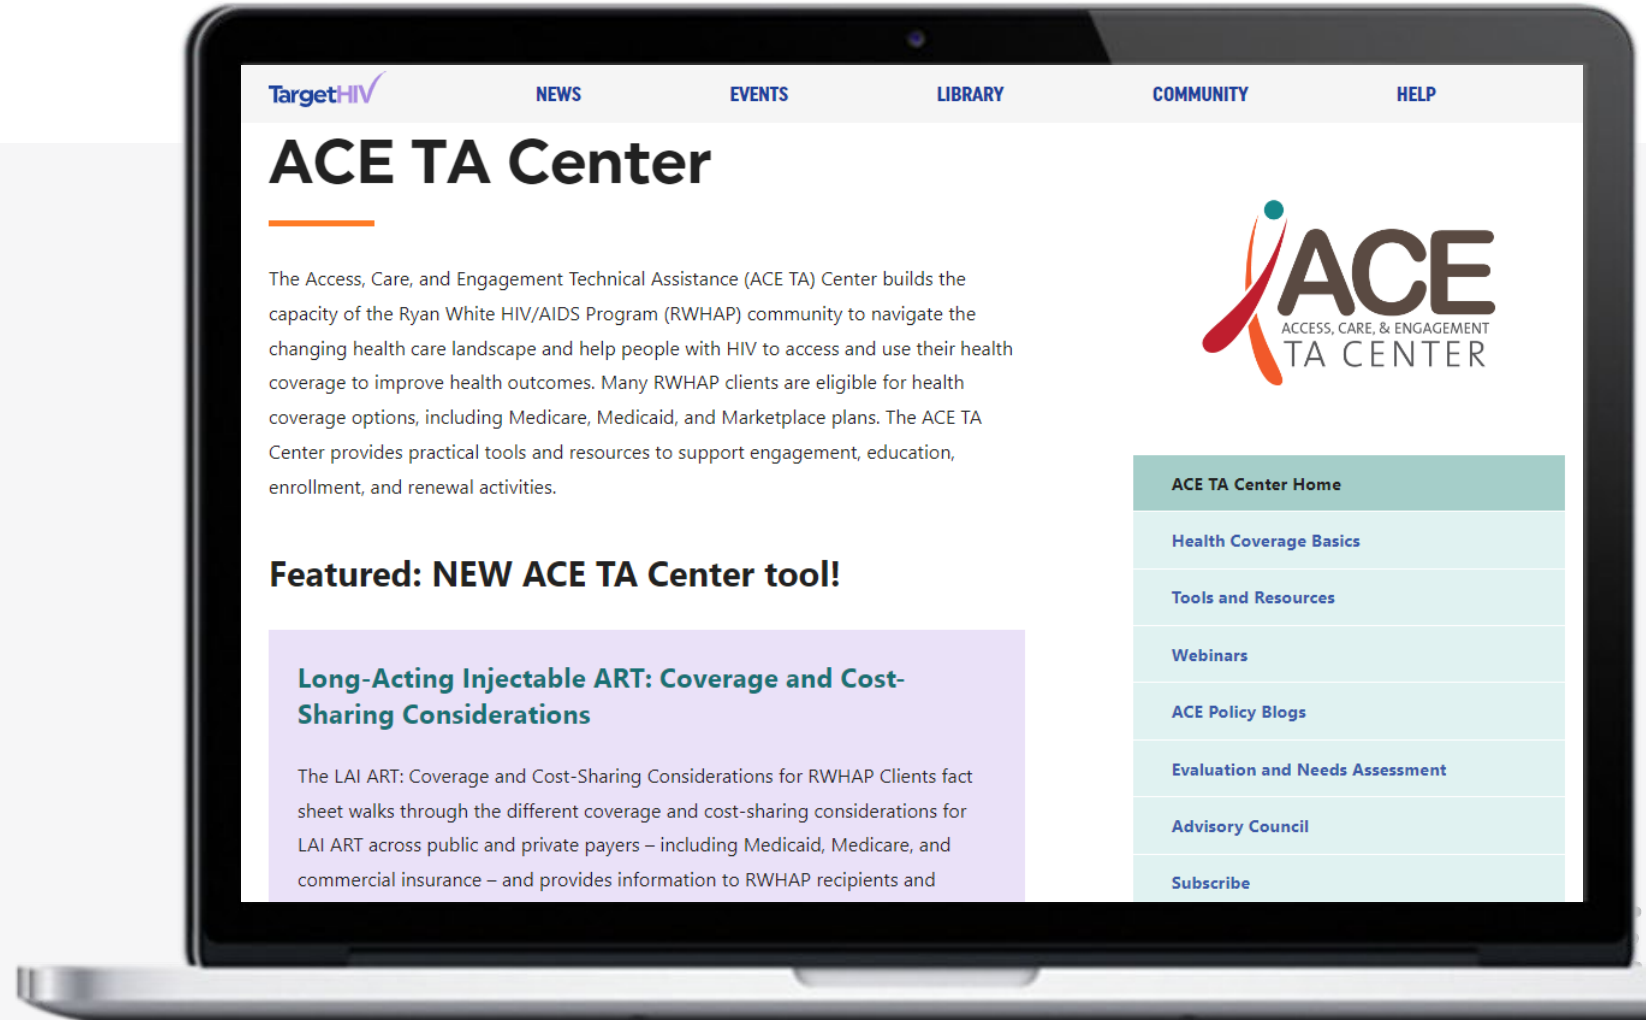 TargetHIV
NEWS
EVENTS
LIBRARY
COMMUNITY
HELP
ACE TA Center
The Access, Care, and Engagement Technical Assistance (ACE TA) Center builds the
capacity of the Ryan White HIV/AIDS Program (RWHAP) community to navigate the
changing health care landscape and help people with HIV to access and use their health
coverage to improve health outcomes. Many RWHAP clients are eligible for health
coverage options, including Medicare, Medicaid, and Marketplace plans. The ACE TA
Center provides practical tools and resources to support engagement, education,
enrollment, and renewal activities.
Featured: NEW ACE TA Center tool!
Long-Acting Injectable ART: Coverage and Cost-
Sharing Considerations
The LAI ART: Coverage and Cost-Sharing Considerations for RWHAP Clients fact
sheet walks through the different coverage and cost-sharing considerations for
LAI ART across public and private payers – including Medicaid, Medicare, and
commercial insurance – and provides information to RWHAP recipients and
ACE
ACCESS, CARE, & ENGAGEMENT
TA CENTER
ACE TA Center Home
Health Coverage Basics
Tools and Resources
Webinars
ACE Policy Blogs
Evaluation and Needs Assessment
Advisory Council
Subscribe